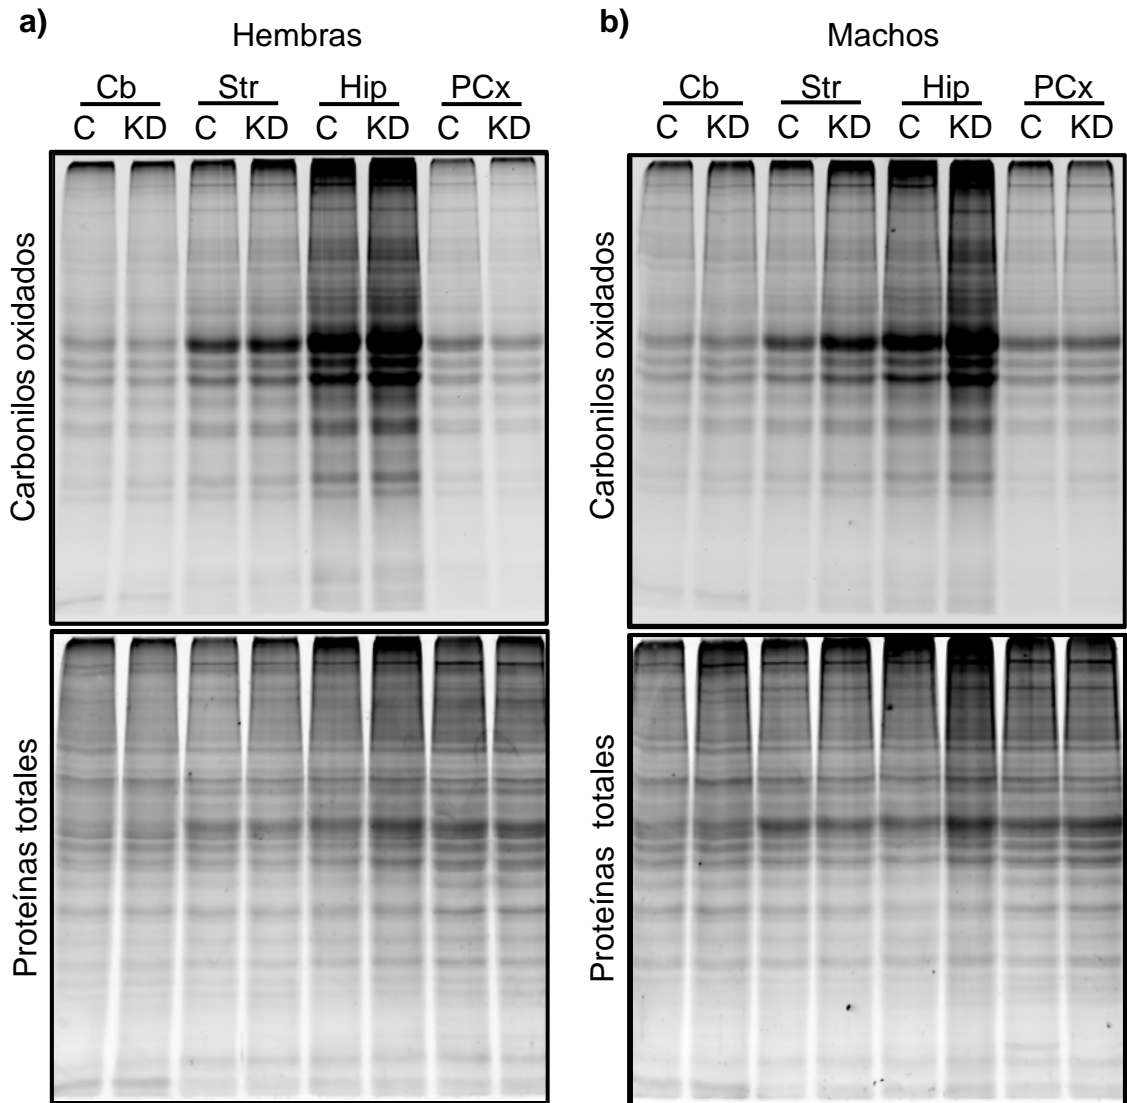 a)
Hembras
Cb Str Hip PCx
C KD C KD C KD C KD
Carbonilos oxidados
Proteínas totales
b)
Machos
Cb Str Hip PCx
C KD C KD C KD C KD
Carbonilos oxidados
Proteínas totales